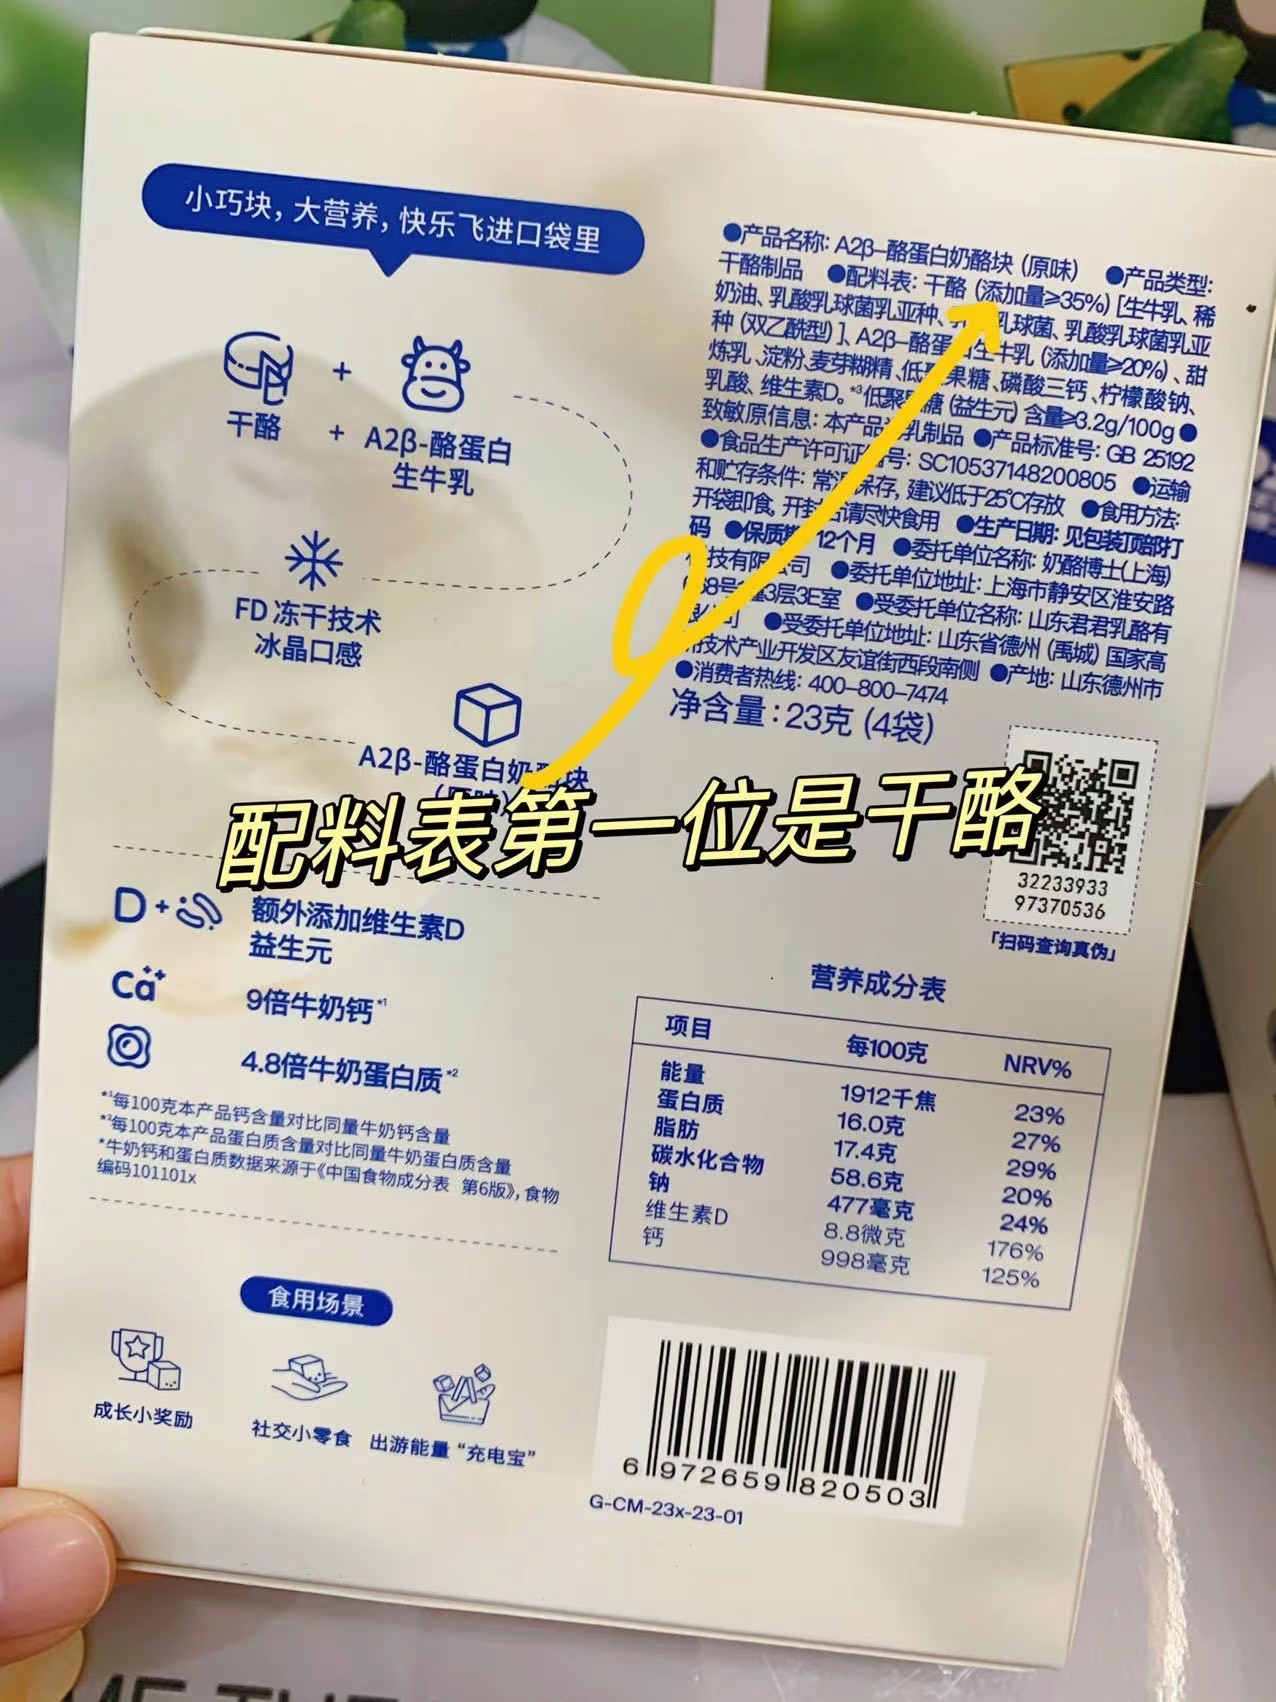 小巧块，大营养，快乐飞进口袋里
干酪
+
+
A2β-酪蛋白
生牛乳
FD 冻干技术
冰晶口感
A2β-酪蛋白奶酪块
配料表第一位是干酪
D+
额外添加维生素D
益生元
Ca++
9倍牛奶钙*1
4.8倍牛奶蛋白质*2
*1每100克本产品钙含量对比同量牛奶钙含量
*2每100克本产品蛋白质含量对比同量牛奶蛋白质含量
*牛奶钙和蛋白质数据来源于《中国食物成分表 第6版》，食物
编码101101x
食用场景
成长小奖励
社交小零食
出游能量“充电宝”
●产品名称：A2β-酪蛋白奶酪块（原味） ●产品类型：
干酪制品 ●配料表：干酪（添加量≥35%）[生牛乳、稀
奶油、乳酸乳球菌乳亚种、乳球菌、乳酸乳球菌乳亚
种（双乙酰型）]、A2β-酪蛋白生牛乳（添加量≥20%）、甜
炼乳、淀粉、麦芽糊精、低聚果糖、磷酸三钙、柠檬酸钠、
乳酸、维生素D。*3低聚果糖（益生元）含量≥3.2g/100g ●
致敏原信息：本产品乳制品 ●产品标准号：GB 25192
●食品生产许可证编号：SC10537148200805 ●运输
和贮存条件：常温保存，建议低于25℃存放 ●食用方法：
开袋即食，开封后请尽快食用 ●生产日期：见包装顶部打
码 ●保质期 12个月 ●委托单位名称：奶酪博士（上海）
科技有限公司 ●委托单位地址：上海市静安区淮安路
68号3层3E室 ●受委托单位名称：山东君君乳酪有
限公司 ●受委托单位地址：山东省德州（禹城）国家高
技术产业开发区友谊街西段南侧 ●产地：山东德州市
●消费者热线：400-800-7474
净含量：23克（4袋）
32233933
97370536
「扫码查询真伪」
营养成分表
项目 每100克 NRV%
能量 1912千焦 23%
蛋白质 16.0克 27%
脂肪 17.4克 29%
碳水化合物 58.6克 20%
钠 477毫克 24%
维生素D 8.8微克 176%
钙 998毫克 125%
6 972659 820503
G-CM-23x-23-01